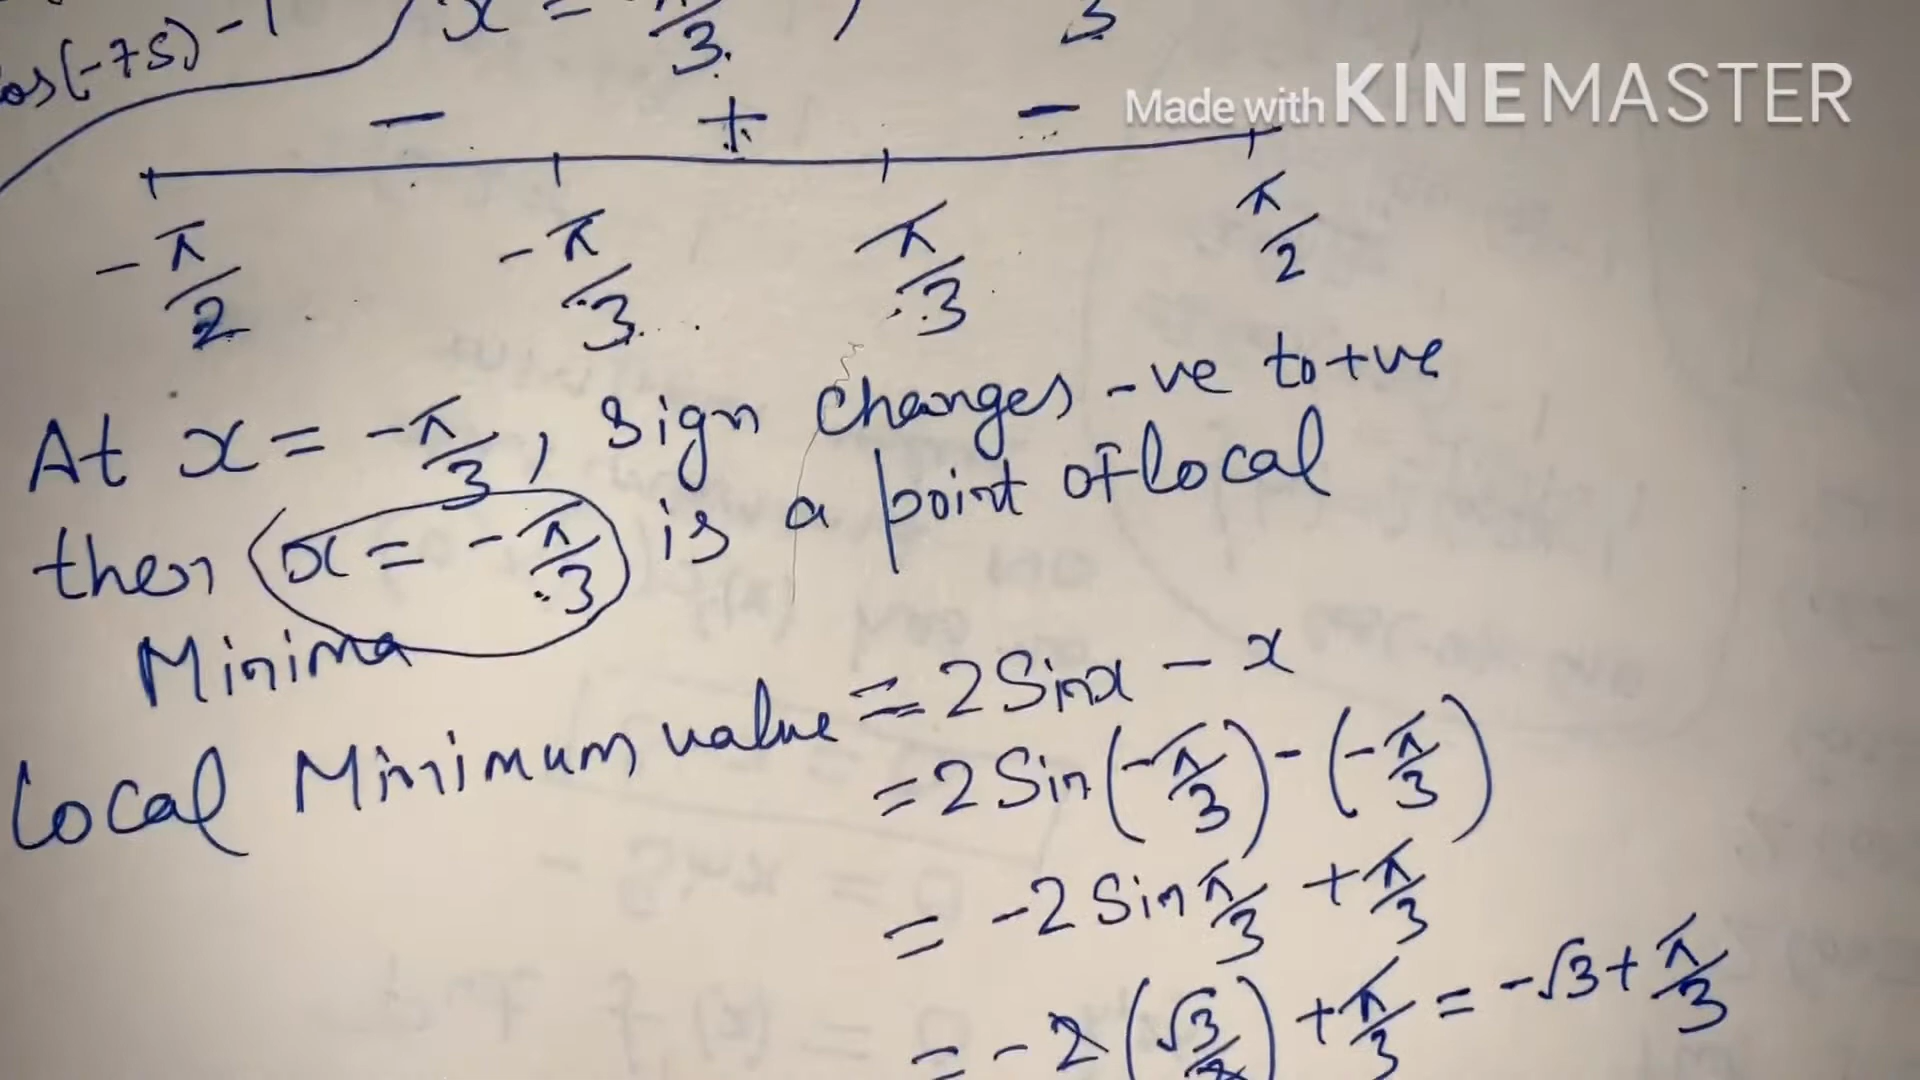 os(-75) - 1
x = -π/3, 3
Made with KINEMASTER
- + -
-π/2 -π/3 π/3 π/2
At x = -π/3, sign changes -ve to +ve
then x = -π/3 is a point of local
Minima
Local Minimum value = 2Sinx - x
= 2Sin(-π/3) - (-π/3)
= -2Sin π/3 + π/3
= -2(√3/2) + π/3 = -√3 + π/3